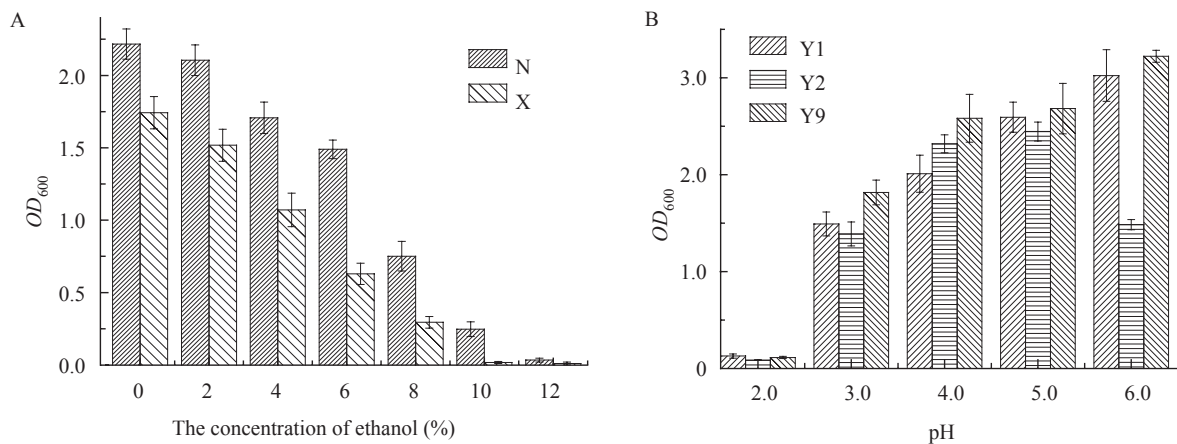 A
2.0
1.5
1.0
0.5
0.0
OD600
N
X
0 2 4 6 8 10 12
The concentration of ethanol (%)
B
3.0
2.0
1.0
0
OD600
Y1
Y2
Y9
2.0 3.0 4.0 5.0 6.0
pH